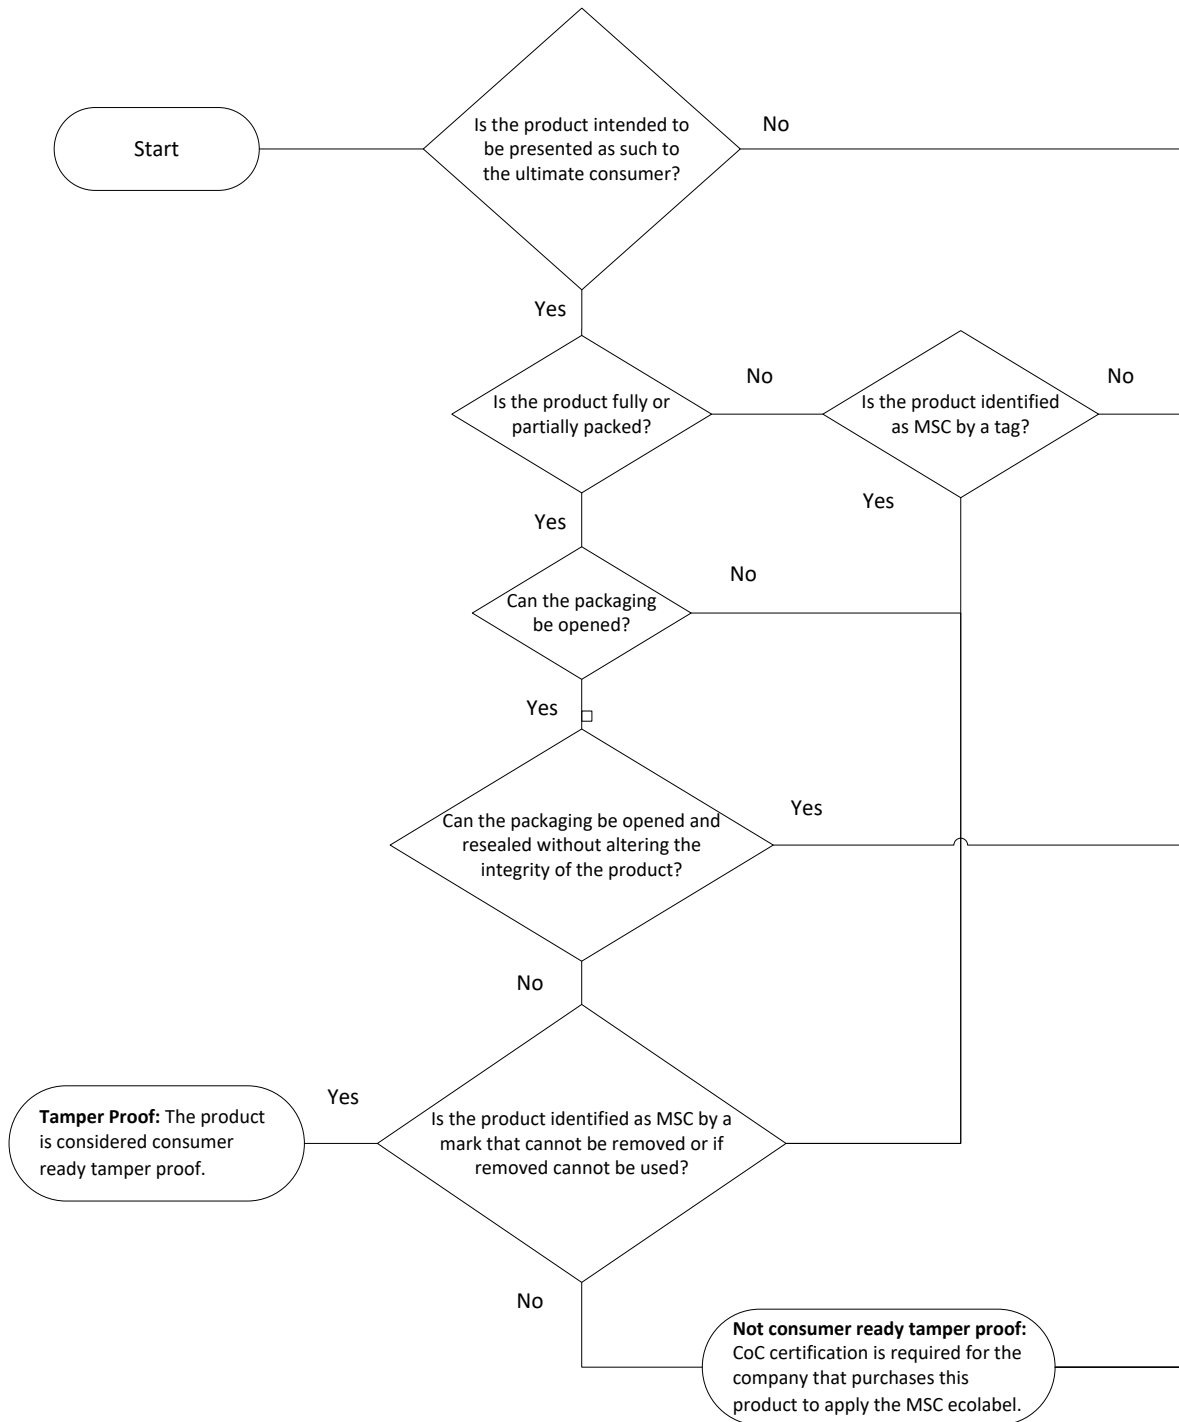 Start
Is the product intended to
be presented as such to
the ultimate consumer?
No
Yes
Is the product fully or
partially packed?
No
Is the product identified
as MSC by a tag?
No
Yes
Yes
Can the packaging
be opened?
No
Yes
Can the packaging be opened and
resealed without altering the
integrity of the product?
Yes
No
Tamper Proof: The product
is considered consumer
ready tamper proof.
Yes
Is the product identified as MSC by a
mark that cannot be removed or if
removed cannot be used?
No
Not consumer ready tamper proof:
CoC certification is required for the
company that purchases this
product to apply the MSC ecolabel.